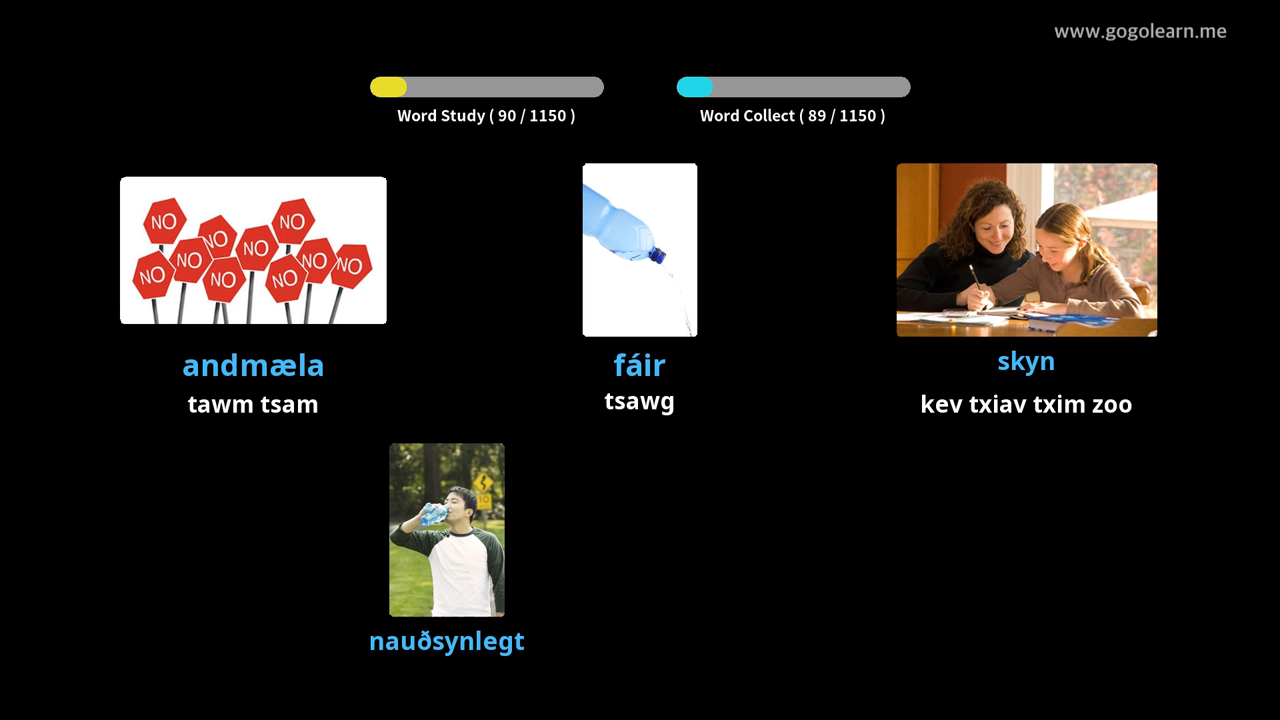 www.gogolearn.me
Word Study ( 90 / 1150 )
Word Collect ( 89 / 1150 )
NO
NO
NO
NO
NO
NO
NO
NO
NO
NO
andmæla
tawm tsam
fáir
tsawg
skyn
kev txiav txim zoo
nauðsynlegt